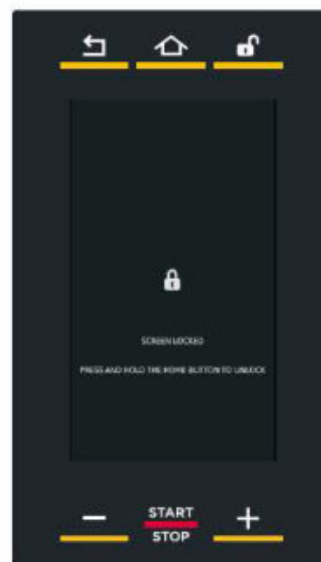 SCREEN LOCKED
PRESS AND HOLD THE HOME BUTTON TO UNLOCK
START
STOP